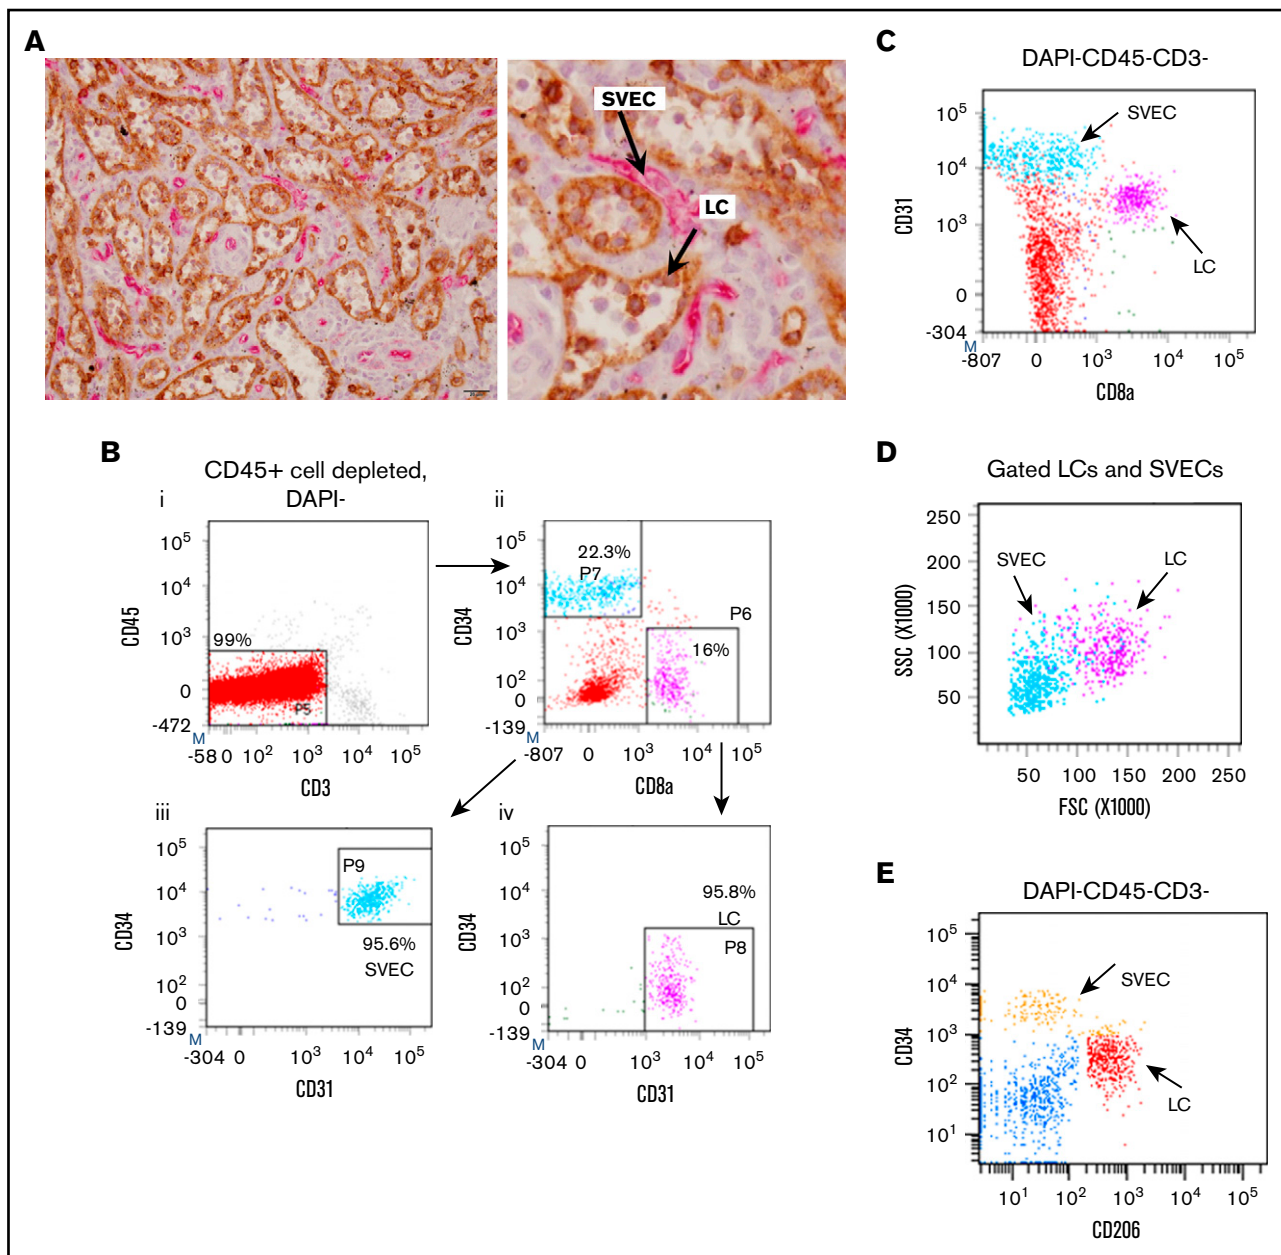 A
SVEC
LC
B
CD45+ cell depleted,
DAPI-
i
10^5
10^4
10^3
0
-472
CD45
99%
P5
M
-58 0 10^2 10^3 10^4 10^5
CD3
ii
10^5
10^4
10^3
10^2
0
-139
CD34
22.3%
P7
P6
16%
M
-807 0 10^3 10^4 10^5
CD8a
iii
10^5
10^4
10^3
10^2
0
-139
CD34
P9
95.6%
SVEC
M
-304 0 10^3 10^4 10^5
CD31
iv
10^5
10^4
10^3
10^2
0
-139
CD34
95.8%
LC
P8
M
-304 0 10^3 10^4 10^5
CD31
C
DAPI-CD45-CD3-
10^5
10^4
10^3
0
-304
CD31
SVEC
LC
M
-807 0 10^3 10^4 10^5
CD8a
D
Gated LCs and SVECs
250
200
150
100
50
SSC (X1000)
SVEC
LC
50 100 150 200 250
FSC (X1000)
E
DAPI-CD45-CD3-
10^5
10^4
10^3
10^2
10^1
CD34
SVEC
LC
10^1 10^2 10^3 10^4 10^5
CD206